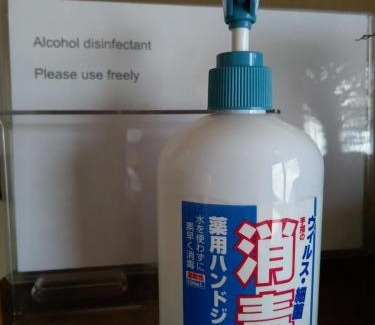 Alcohol disinfectant
Please use freely
ウイルス・細菌
手指の
消毒
薬用ハンドジ
水を使わずに
素早く消毒